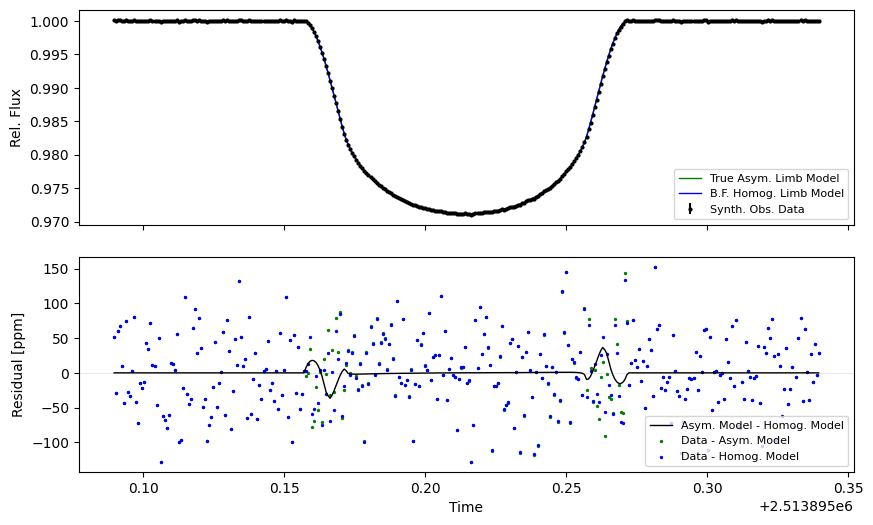 1.000
0.995
0.990
0.985
0.980
0.975
0.970
Rel. Flux
True Asym. Limb Model
B.F. Homog. Limb Model
Synth. Obs. Data
150
100
50
0
−50
−100
Residual [ppm]
Asym. Model - Homog. Model
Data - Asym. Model
Data - Homog. Model
0.10
0.15
0.20
0.25
0.30
0.35
Time
+2.513895e6